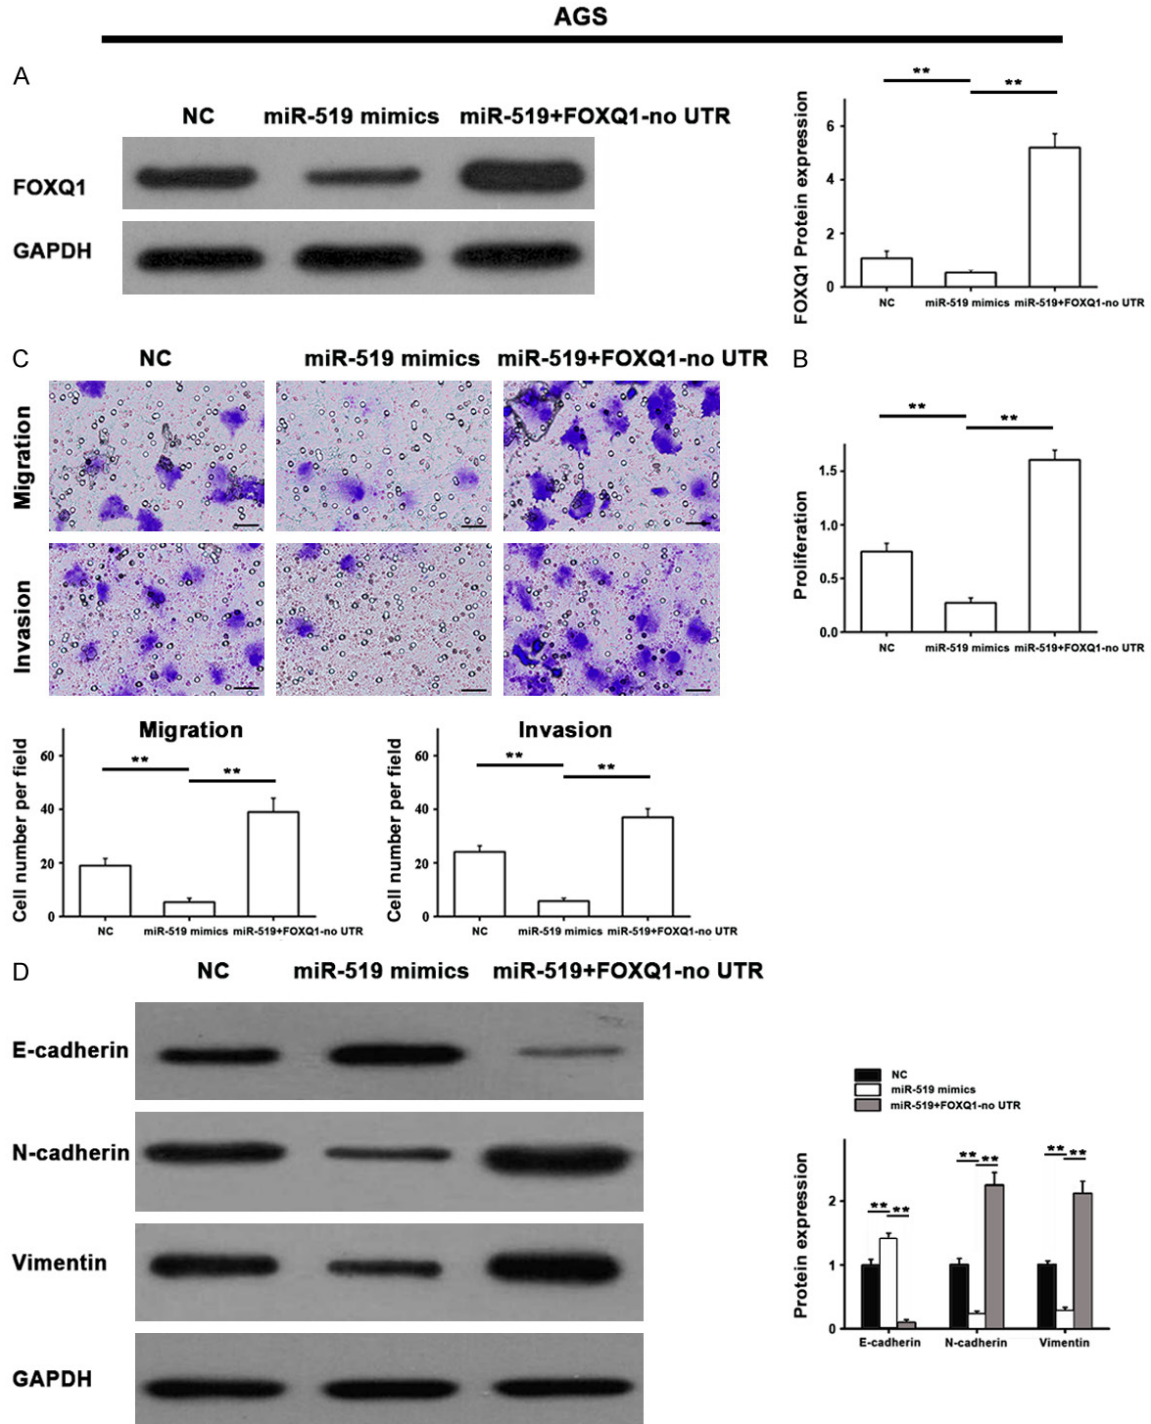 AGS
A
NC miR-519 mimics miR-519+FOXQ1-no UTR
FOXQ1
GAPDH
** **
FOXQ1 Protein expression
6
4
2
0
NC miR-519 mimics miR-519+FOXQ1-no UTR
C
NC miR-519 mimics miR-519+FOXQ1-no UTR
Migration
Invasion
B
** **
Proliferation
1.5
1.0
0.5
0.0
NC miR-519 mimics miR-519+FOXQ1-no UTR
Migration
Cell number per field
60
40
20
0
** **
NC miR-519 mimics miR-519+FOXQ1-no UTR
Invasion
Cell number per field
60
40
20
0
** **
NC miR-519 mimics miR-519+FOXQ1-no UTR
D
NC miR-519 mimics miR-519+FOXQ1-no UTR
E-cadherin
N-cadherin
Vimentin
GAPDH
NC
miR-519 mimics
miR-519+FOXQ1-no UTR
Protein expression
2
1
0
** **
** **
** **
E-cadherin N-cadherin Vimentin